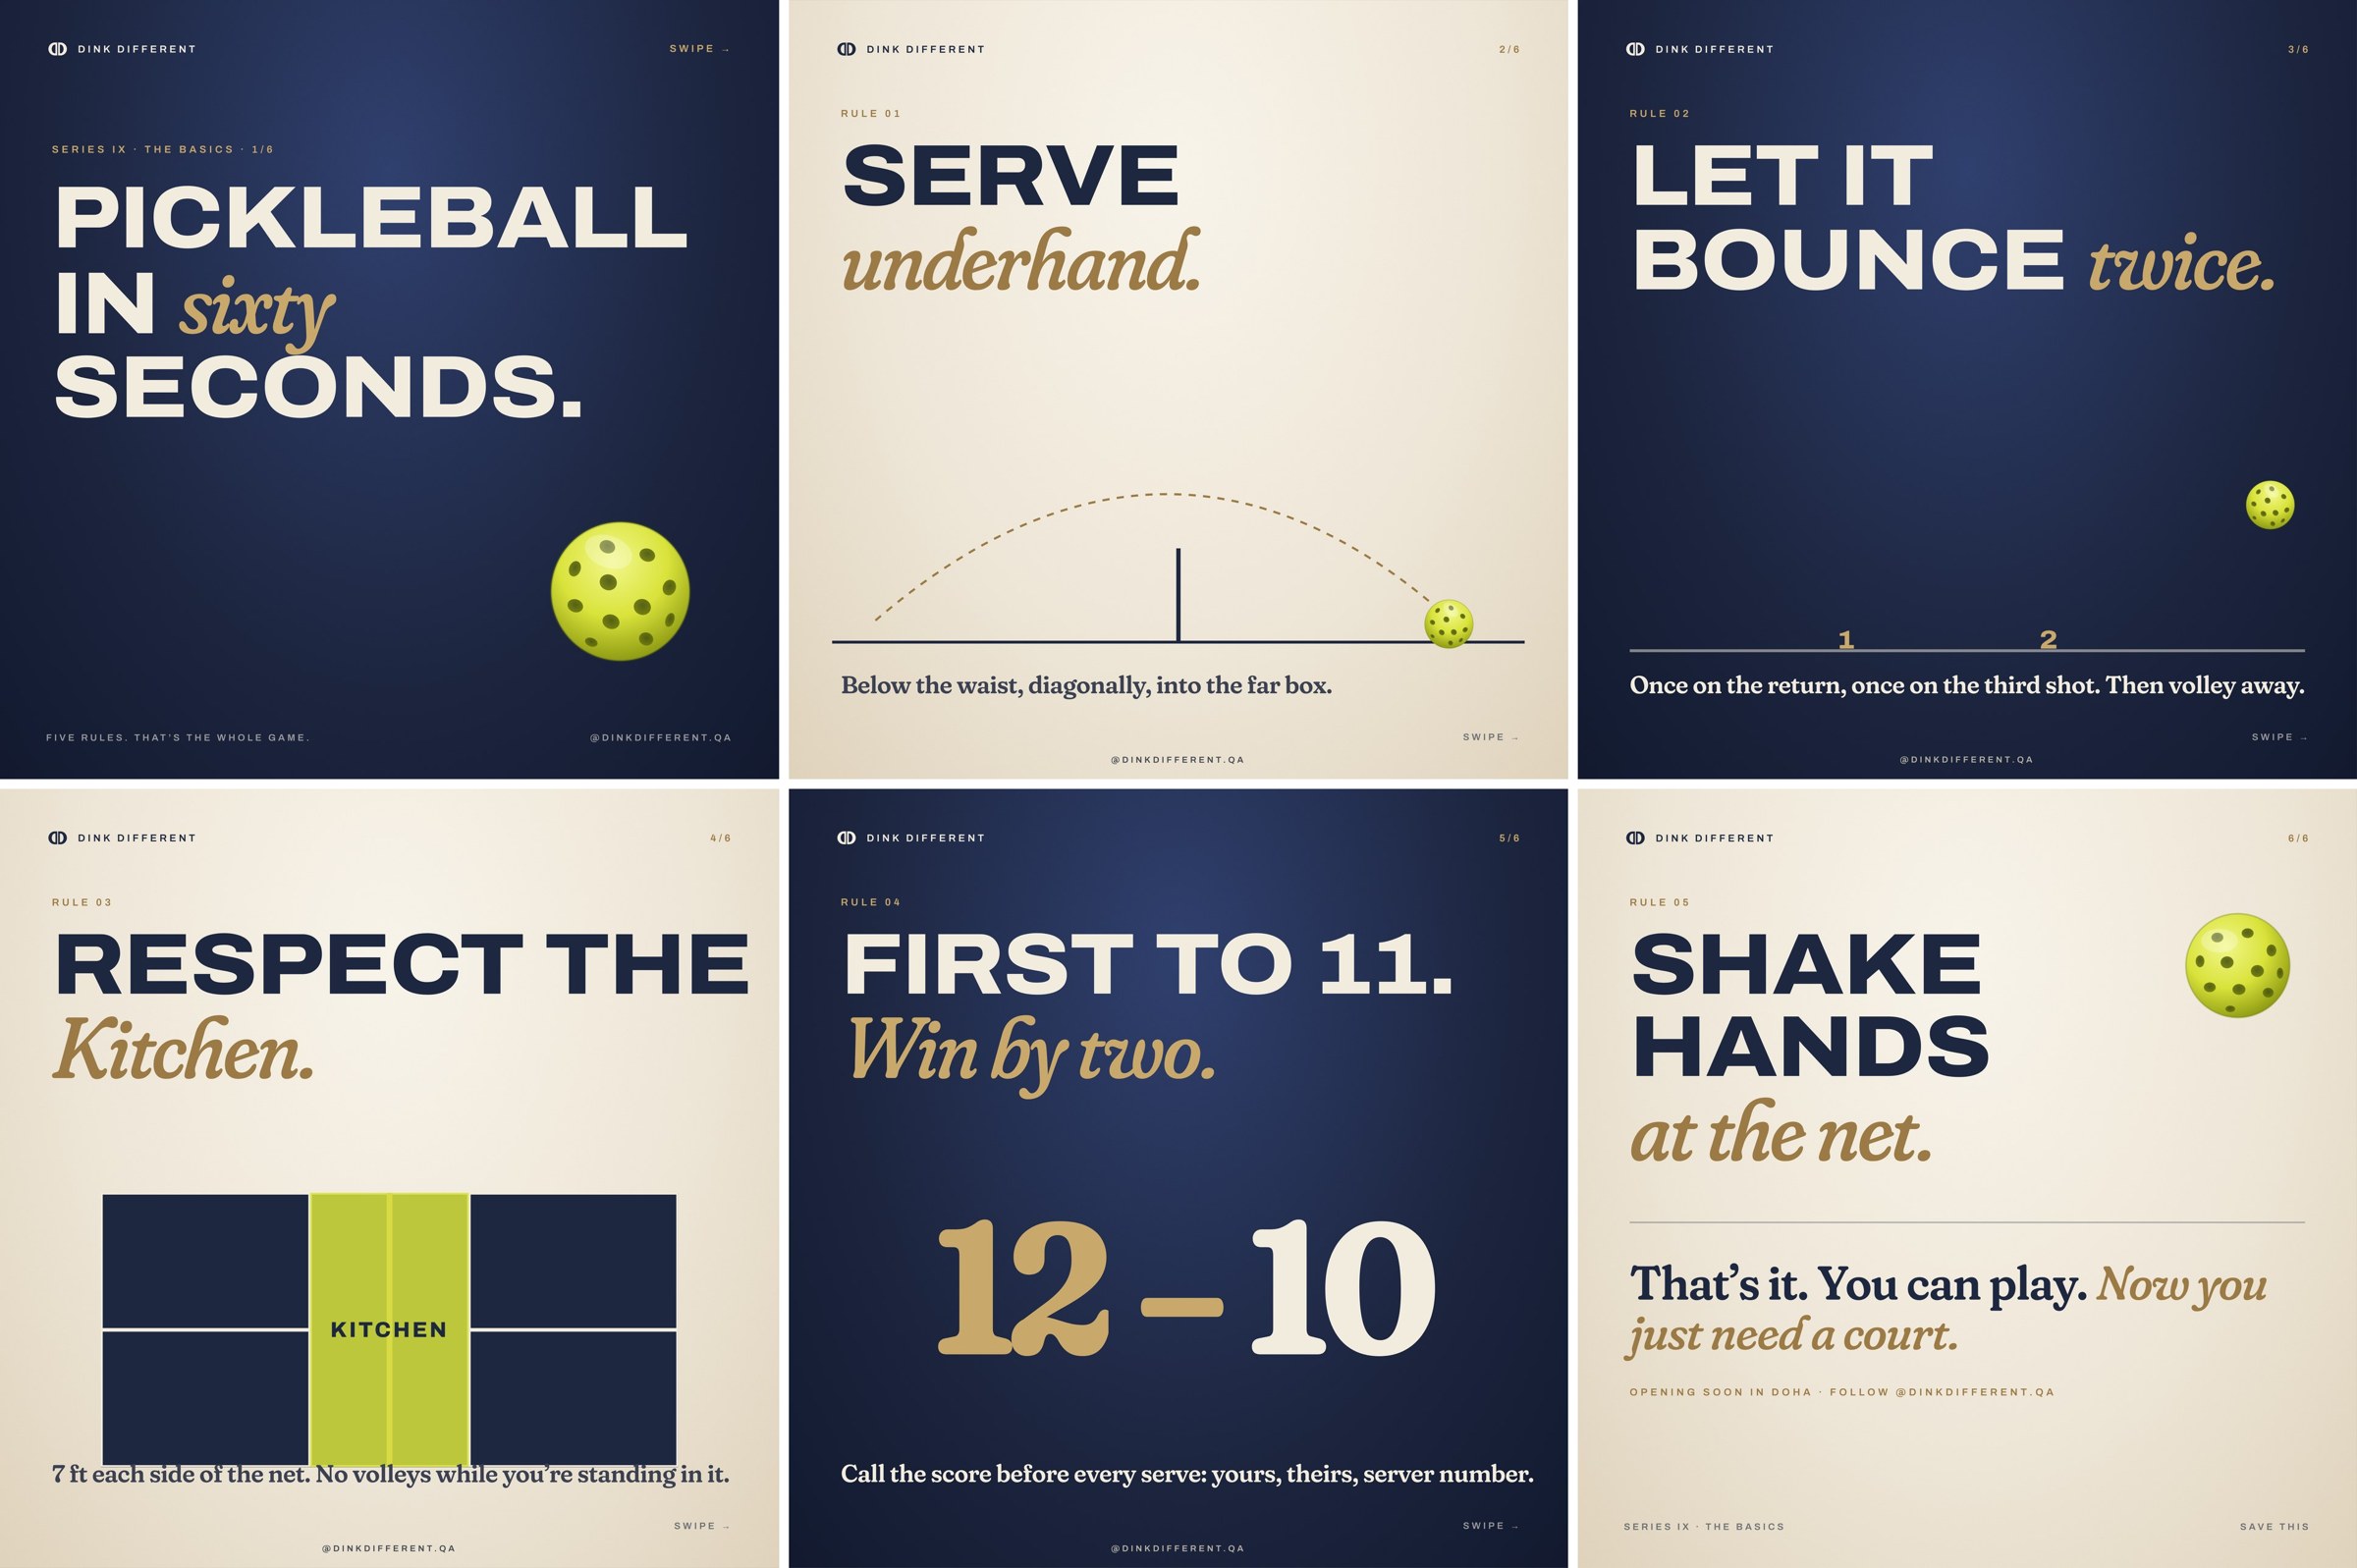 DINK DIFFERENT
SWIPE →
SERIES IX · THE BASICS · 1/6
PICKLEBALL
IN sixty
SECONDS.
FIVE RULES. THAT'S THE WHOLE GAME.
@DINKDIFFERENT.QA
DINK DIFFERENT
2/6
RULE 01
SERVE
underhand.
Below the waist, diagonally, into the far box.
SWIPE →
@DINKDIFFERENT.QA
DINK DIFFERENT
3/6
RULE 02
LET IT
BOUNCE twice.
1
2
Once on the return, once on the third shot. Then volley away.
SWIPE →
@DINKDIFFERENT.QA
DINK DIFFERENT
4/6
RULE 03
RESPECT THE
Kitchen.
KITCHEN
7 ft each side of the net. No volleys while you’re standing in it.
SWIPE →
@DINKDIFFERENT.QA
DINK DIFFERENT
5/6
RULE 04
FIRST TO 11.
Win by two.
12 – 10
Call the score before every serve: yours, theirs, server number.
SWIPE →
@DINKDIFFERENT.QA
DINK DIFFERENT
6/6
RULE 05
SHAKE
HANDS
at the net.
That’s it. You can play. Now you
just need a court.
OPENING SOON IN DOHA · FOLLOW @DINKDIFFERENT.QA
SERIES IX · THE BASICS
SAVE THIS